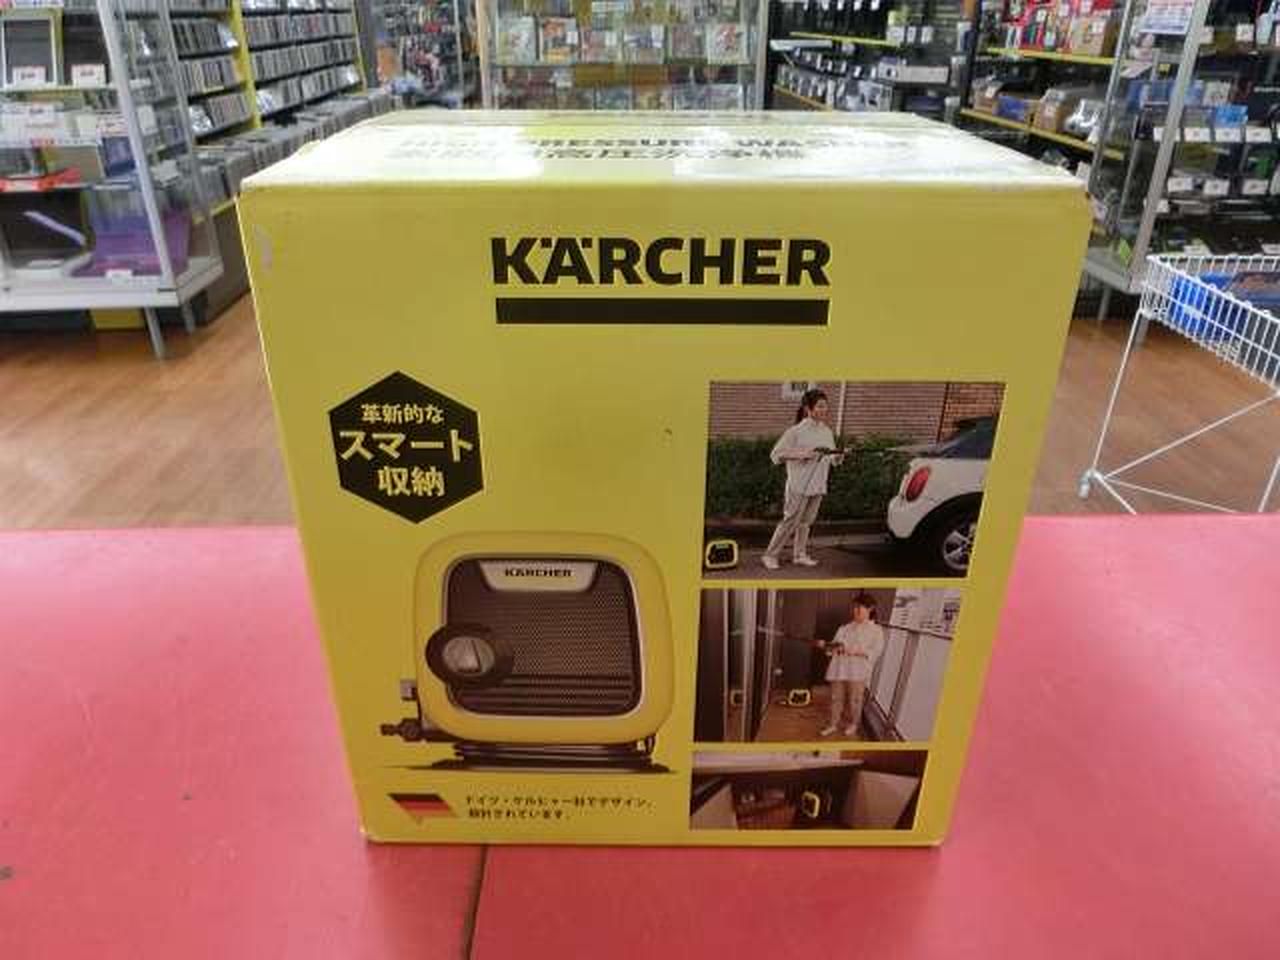 HIGH PRESSURE WASHER
家庭用高圧洗浄機
KÄRCHER
革新的な
スマート
収納
KÄRCHER
ドイツ・ケルヒャー社でデザイン、
設計されています。